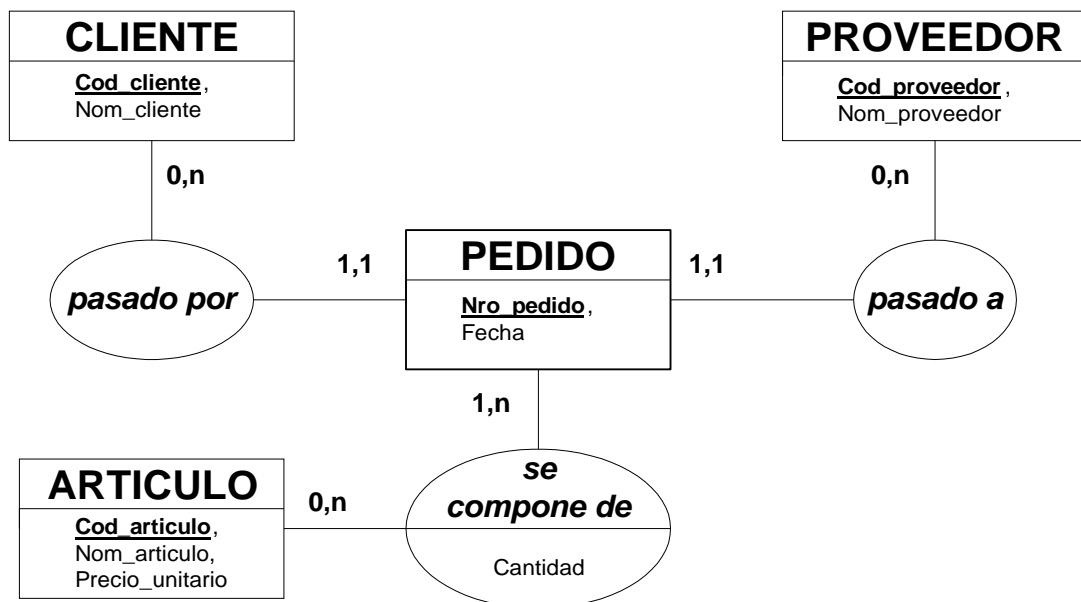 CLIENTE
Cod_cliente,
Nom_cliente
0,n
PROVEEDOR
Cod_proveedor,
Nom_proveedor
0,n
pasado por
1,1
PEDIDO
Nro_pedido,
Fecha
1,1
pasado a
1,n
ARTICULO
Cod_articulo,
Nom_articulo,
Precio_unitario
0,n
se
compone de
Cantidad